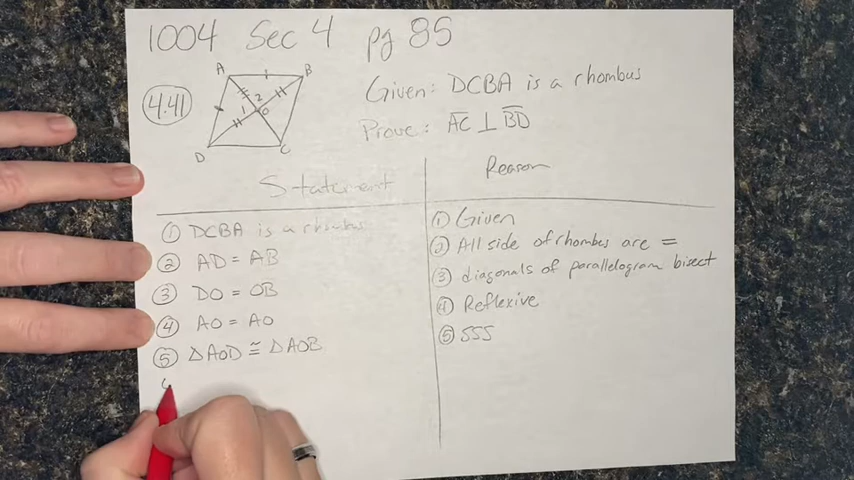 1004 Sec 4 pg 85
4.41
A
B
2
1
O
D
C
Given: DCBA is a rhombus
Prove: AC ⊥ BD
Statement
Reason
① DCBA is a rhombus
① Given
② AD = AB
② All side of rhombus are =
③ DO = OB
③ diagonals of parallelogram bisect
④ AO = AO
④ Reflexive
⑤ △AOD ≅ △AOB
⑤ SSS